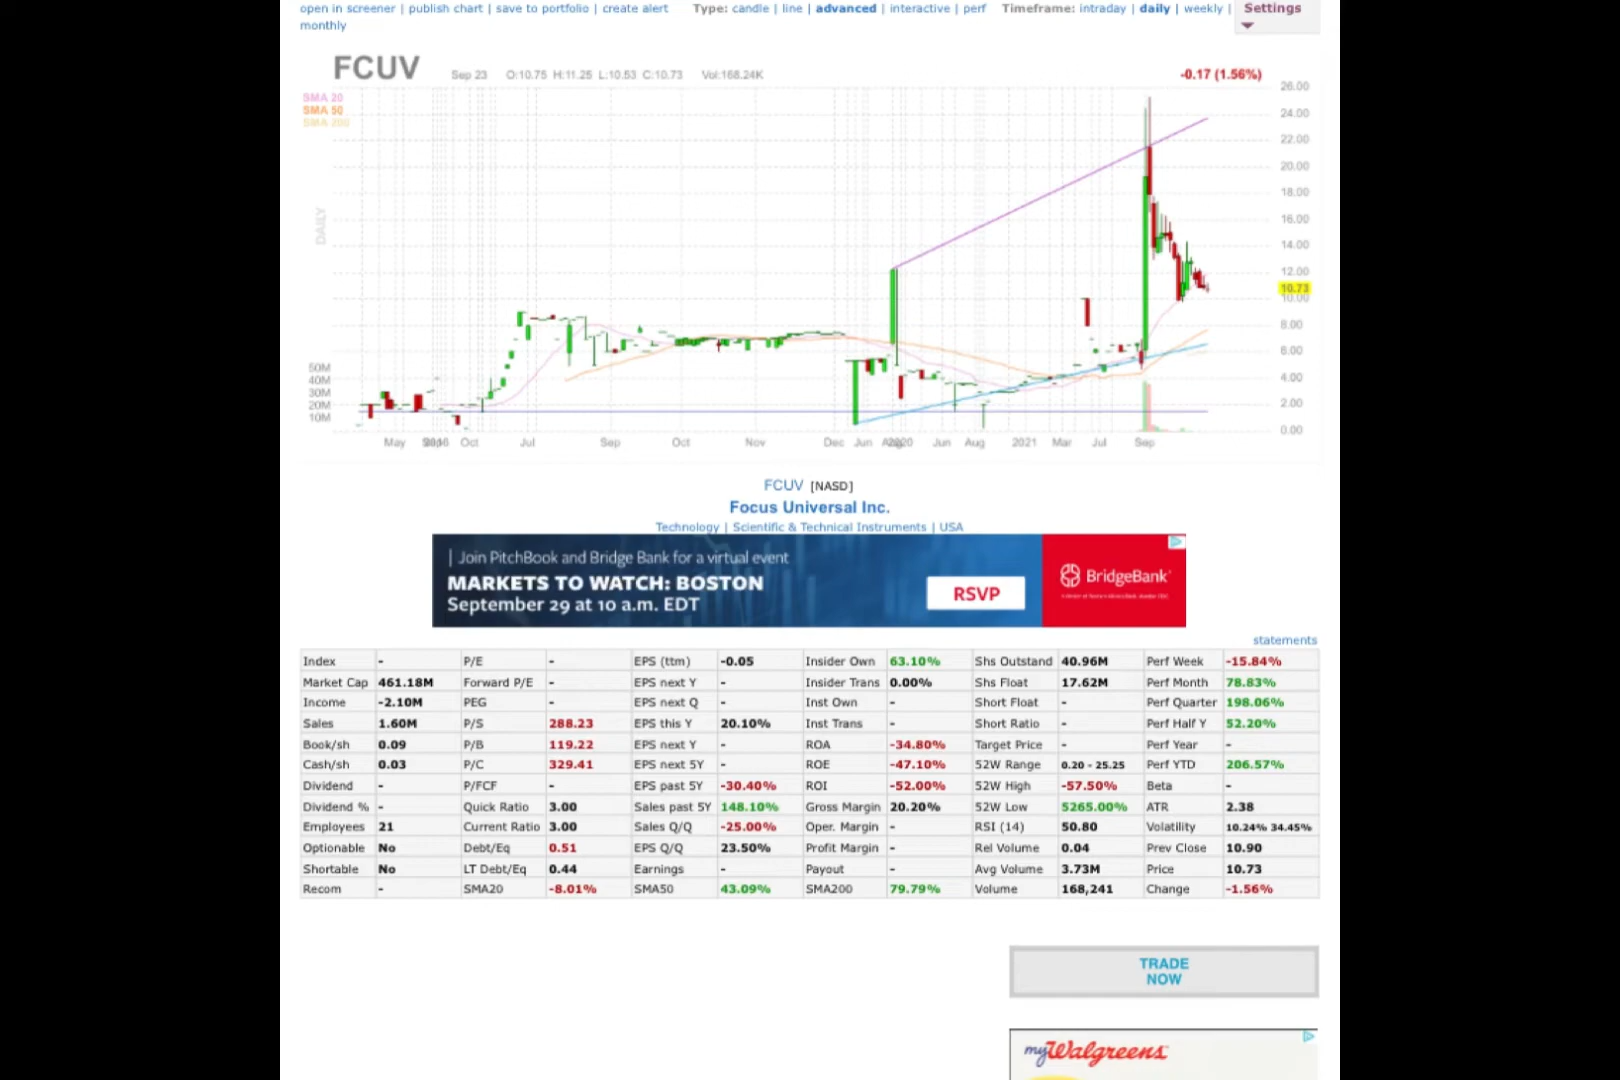 open in screener | publish chart | save to portfolio | create alert Type: candle | line | advanced | interactive | perf Timeframe: intraday | daily | weekly | Settings
monthly
FCUV Sep 23 O:10.75 H:11.25 L:10.53 C:10.73 Vol:168.24K -0.17 (1.56%)
SMA 20
SMA 50
SMA 200
DAILY
26.00
24.00
22.00
20.00
18.00
16.00
14.00
12.00
10.73
10.00
8.00
6.00
4.00
2.00
0.00
50M
40M
30M
20M
10M
May Oct Jul Sep Oct Nov Dec Jun Jun Aug 2021 Mar Jul Sep
FCUV [NASD]
Focus Universal Inc.
Technology | Scientific & Technical Instruments | USA
| Join PitchBook and Bridge Bank for a virtual event
MARKETS TO WATCH: BOSTON
September 29 at 10 a.m. EDT
RSVP
BridgeBank
statements
Index - P/E - EPS (ttm) -0.05 Insider Own 63.10% Shs Outstand 40.96M Perf Week -15.84%
Market Cap 461.18M Forward P/E - EPS next Y - Insider Trans 0.00% Shs Float 17.62M Perf Month 78.83%
Income -2.10M PEG - EPS next Q - Inst Own - Short Float - Perf Quarter 198.06%
Sales 1.60M P/S 288.23 EPS this Y 20.10% Inst Trans - Short Ratio - Perf Half Y 52.20%
Book/sh 0.09 P/B 119.22 EPS next Y - ROA -34.80% Target Price - Perf Year -
Cash/sh 0.03 P/C 329.41 EPS next 5Y - ROE -47.10% 52W Range 0.20 - 25.25 Perf YTD 206.57%
Dividend - P/FCF - EPS past 5Y -30.40% ROI -52.00% 52W High -57.50% Beta -
Dividend % - Quick Ratio 3.00 Sales past 5Y 148.10% Gross Margin 20.20% 52W Low 5265.00% ATR 2.38
Employees 21 Current Ratio 3.00 Sales Q/Q -25.00% Oper. Margin - RSI (14) 50.80 Volatility 10.24% 34.45%
Optionable No Debt/Eq 0.51 EPS Q/Q 23.50% Profit Margin - Rel Volume 0.04 Prev Close 10.90
Shortable No LT Debt/Eq 0.44 Earnings - Payout - Avg Volume 3.73M Price 10.73
Recom - SMA20 -8.01% SMA50 43.09% SMA200 79.79% Volume 168,241 Change -1.56%
TRADE
NOW
myWalgreens